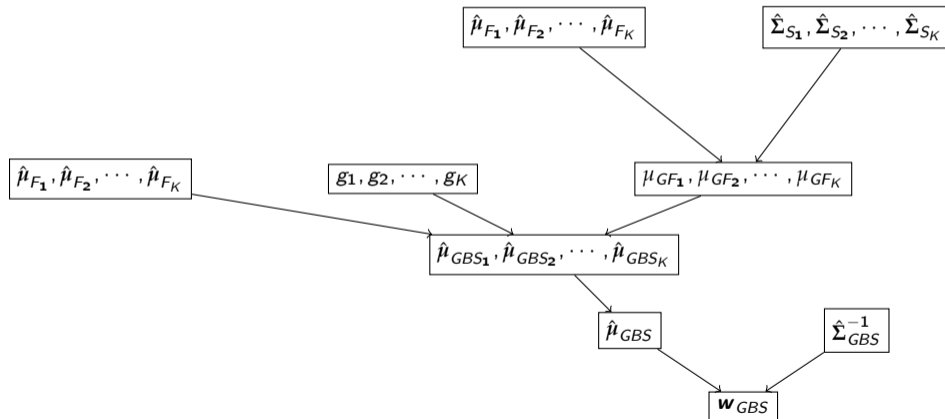 μ̂_{F_1}, μ̂_{F_2}, ⋯, μ̂_{F_K}
Σ̂_{S_1}, Σ̂_{S_2}, ⋯, Σ̂_{S_K}
μ̂_{F_1}, μ̂_{F_2}, ⋯, μ̂_{F_K}
g_1, g_2, ⋯, g_K
μ_{GF_1}, μ_{GF_2}, ⋯, μ_{GF_K}
μ̂_{GBS_1}, μ̂_{GBS_2}, ⋯, μ̂_{GBS_K}
μ̂_{GBS}
Σ̂^{-1}_{GBS}
w_{GBS}